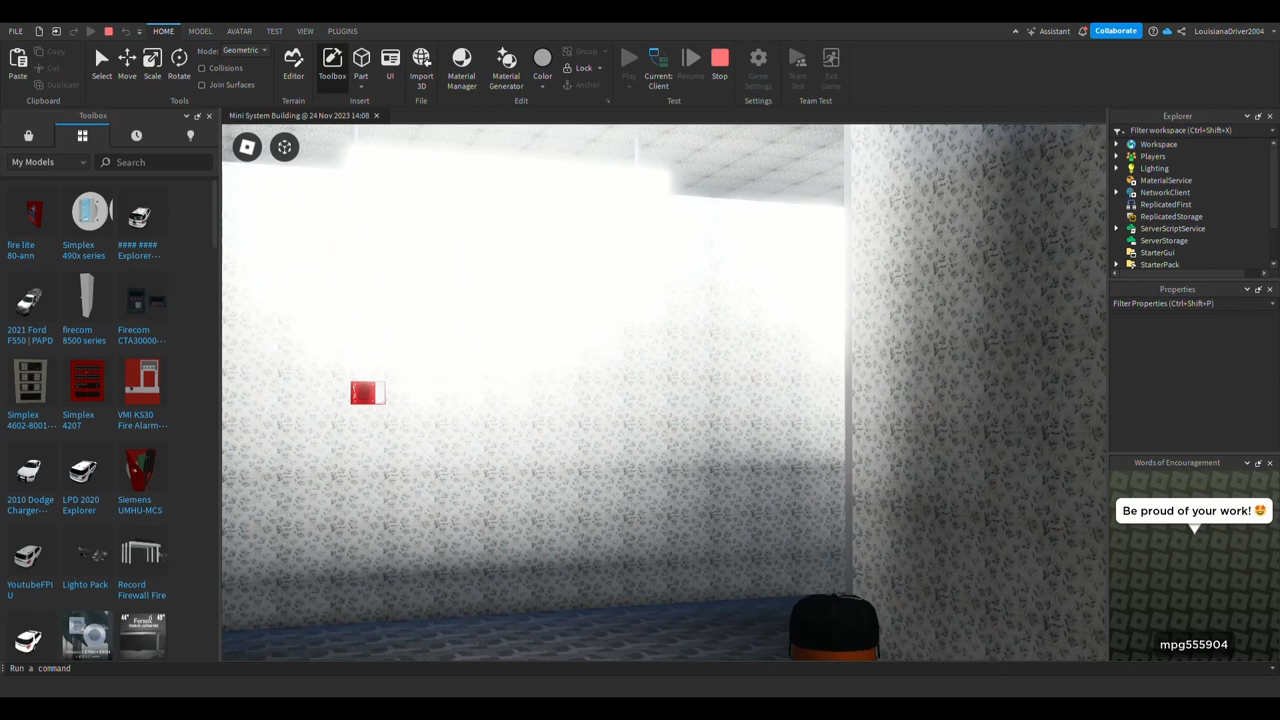 FILE
HOME MODEL AVATAR TEST VIEW PLUGINS
Assistant Collaborate LouisianaDriver2004
Paste
Copy
Cut
Duplicate
Clipboard
Select Move Scale Rotate
Mode: Geometric
Collisions
Join Surfaces
Tools
Editor
Terrain
Toolbox Part UI
Insert
Import
3D
File
Material
Manager
Material
Generator
Color
Group
Lock
Anchor
Edit
Play
Current:
Client
Resume Stop
Test
Game
Settings
Settings
Team
Test
Exit
Game
Team Test
Toolbox
My Models Search
fire lite
80-ann
Simplex
490x series
#### ####
Explorer···
2021 Ford
F550 | PAPD
firecom
8500 series
Firecom
CTA30000···
Simplex
4602-8001···
Simplex
4207
VMI KS30
Fire Alarm···
2010 Dodge
Charger···
LPD 2020
Explorer
Siemens
UMHU-MCS
YoutubeFPI
U
Lighto Pack
Record
Firewall Fire
Mini System Building @ 24 Nov 2023 14:08
Explorer
Filter workspace (Ctrl+Shift+X)
Workspace
Players
Lighting
MaterialService
NetworkClient
ReplicatedFirst
ReplicatedStorage
ServerScriptService
ServerStorage
StarterGui
StarterPack
Properties
Filter Properties (Ctrl+Shift+P)
Words of Encouragement
Be proud of your work! 🤩
mpg555904
Run a command